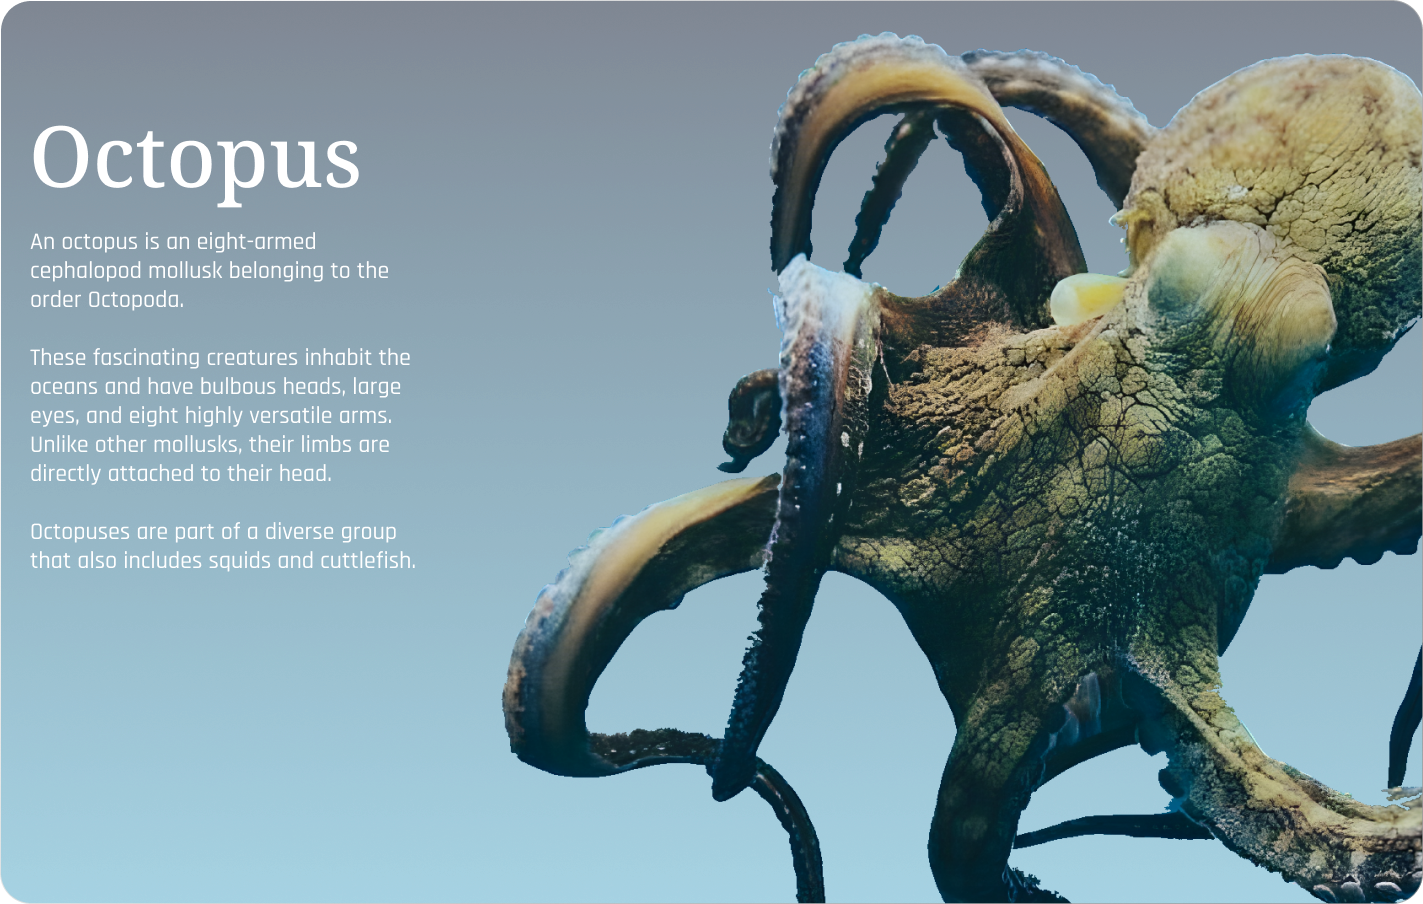 Octopus
An octopus is an eight-armed
cephalopod mollusk belonging to the
order Octopoda.
These fascinating creatures inhabit the
oceans and have bulbous heads, large
eyes, and eight highly versatile arms.
Unlike other mollusks, their limbs are
directly attached to their head.
Octopuses are part of a diverse group
that also includes squids and cuttlefish.